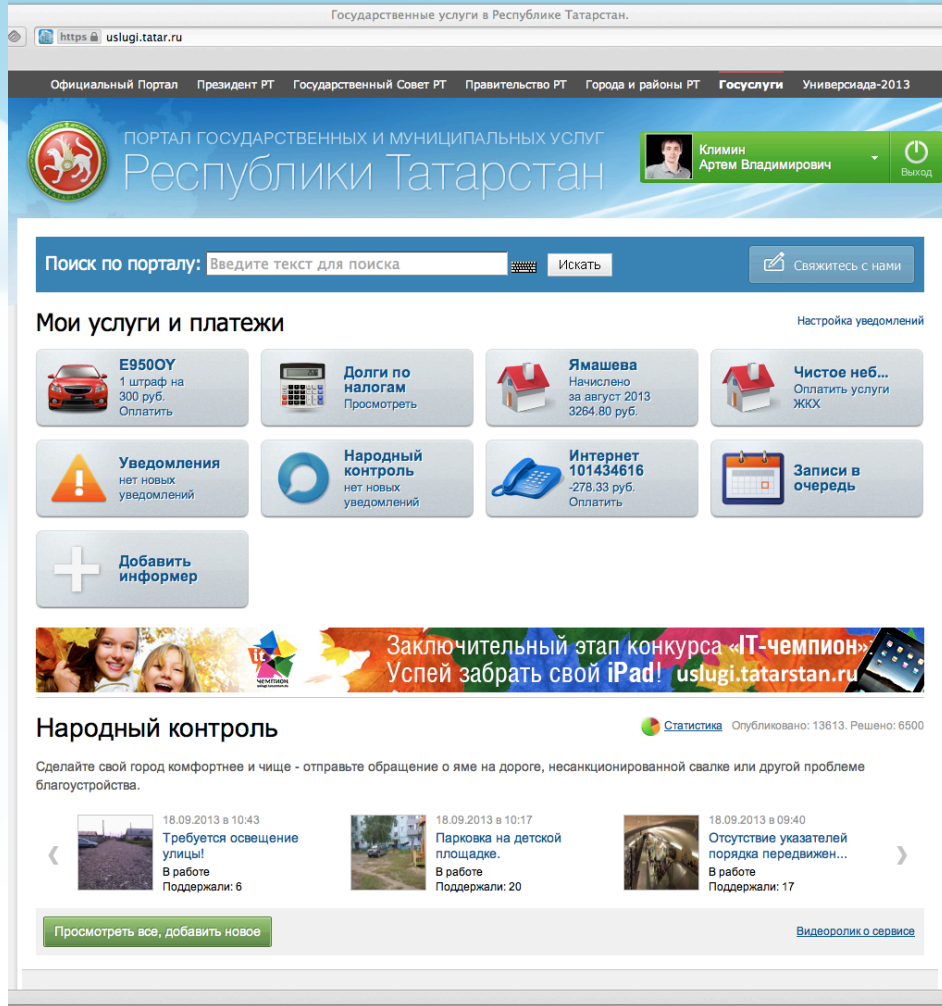 Государственные услуги в Республике Татарстан.
https uslugi.tatar.ru
Официальный Портал Президент РТ Государственный Совет РТ Правительство РТ Города и районы РТ Госуслуги Универсиада-2013
ПОРТАЛ ГОСУДАРСТВЕННЫХ И МУНИЦИПАЛЬНЫХ УСЛУГ
Республики Татарстан
Климин
Артем Владимирович
Выход
Поиск по порталу: Введите текст для поиска Искать Свяжитесь с нами
Мои услуги и платежи
Настройка уведомлений
Е950ОУ
1 штраф на
300 руб.
Оплатить
Долги по
налогам
Просмотреть
Ямашева
Начислено
за август 2013
3264.80 руб.
Чистое неб...
Оплатить услуги
ЖКХ
Уведомления
нет новых
уведомлений
Народный
контроль
нет новых
уведомлений
Интернет
101434616
-278.33 руб.
Оплатить
Записи в
очередь
Добавить
информер
it
ЧЕМПИОН
uslugi.tatarstan.ru
Заключительный этап конкурса «IT-чемпион»
Успей забрать свой iPad! uslugi.tatarstan.ru
Народный контроль
Статистика Опубликовано: 13613. Решено: 6500
Сделайте свой город комфортнее и чище - отправьте обращение о яме на дороге, несанкционированной свалке или другой проблеме
благоустройства.
18.09.2013 в 10:43
Требуется освещение
улицы!
В работе
Поддержали: 6
18.09.2013 в 10:17
Парковка на детской
площадке.
В работе
Поддержали: 20
18.09.2013 в 09:40
Отсутствие указателей
порядка передвижен...
В работе
Поддержали: 17
Просмотреть все, добавить новое
Видеоролик о сервисе